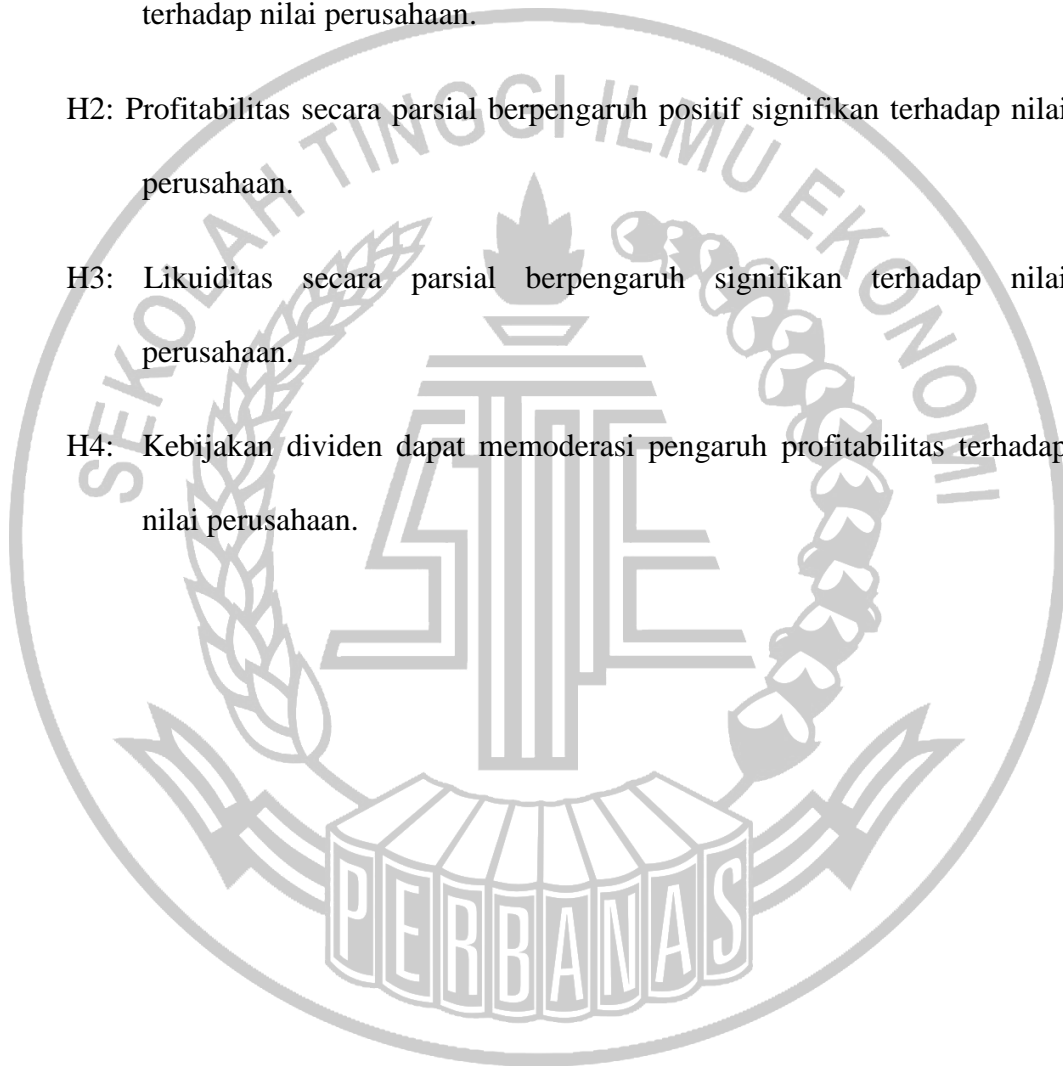 terhadap nilai perusahaan.
H2: Profitabilitas secara parsial berpengaruh positif signifikan terhadap nilai
perusahaan.
H3: Likuiditas secara parsial berpengaruh signifikan terhadap nilai
perusahaan.
H4: Kebijakan dividen dapat memoderasi pengaruh profitabilitas terhadap
nilai perusahaan.
SEKOLAH TINGGI ILMU EKONOMI
STIE
PERBANAS